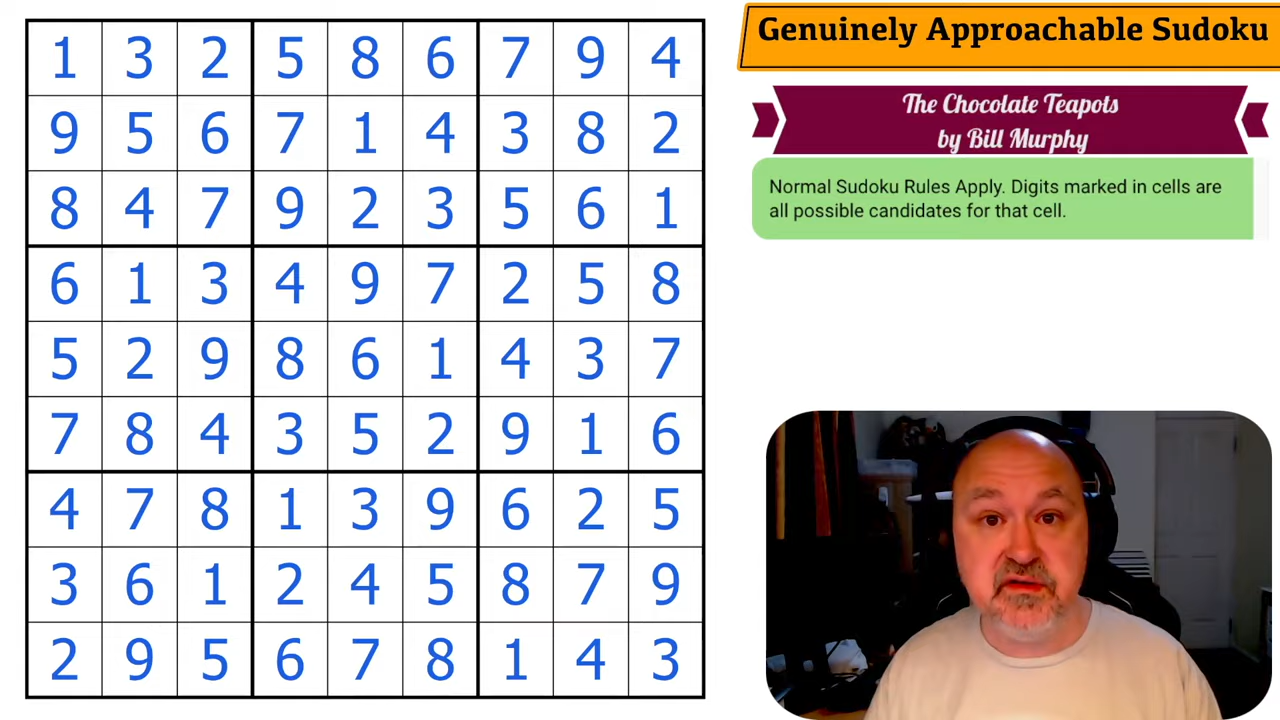 Genuinely Approachable Sudoku
The Chocolate Teapots
by Bill Murphy
Normal Sudoku Rules Apply. Digits marked in cells are
all possible candidates for that cell.
1 3 2 5 8 6 7 9 4
9 5 6 7 1 4 3 8 2
8 4 7 9 2 3 5 6 1
6 1 3 4 9 7 2 5 8
5 2 9 8 6 1 4 3 7
7 8 4 3 5 2 9 1 6
4 7 8 1 3 9 6 2 5
3 6 1 2 4 5 8 7 9
2 9 5 6 7 8 1 4 3